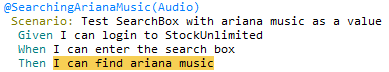 @SearchingArianaMusic(Audio)
Scenario: Test SearchBox with ariana music as a value
Given I can login to StockUnlimited
When I can enter the search box
Then I can find ariana music